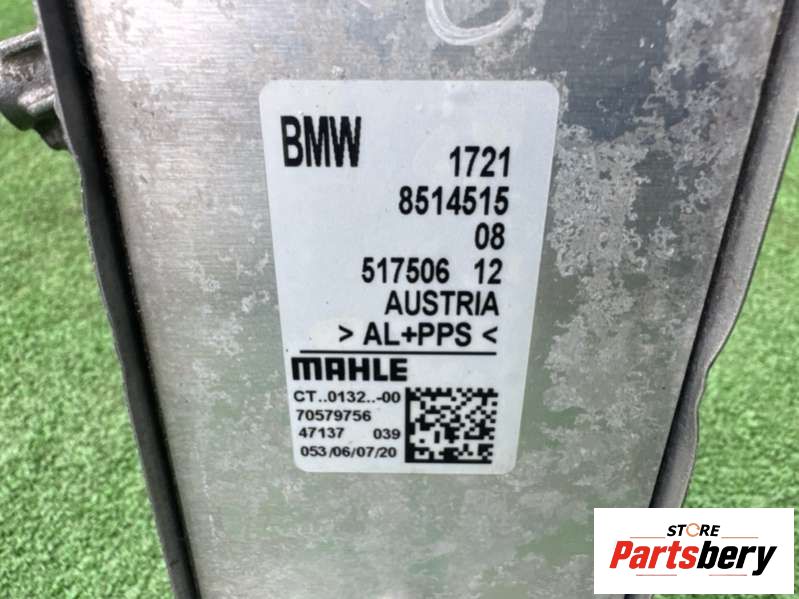 BMW 1721
8514515
08
517506 12
AUSTRIA
> AL+PPS <
MAHLE
CT..0132..-00
70579756
47137 039
053/06/07/20
STORE
Partsbery